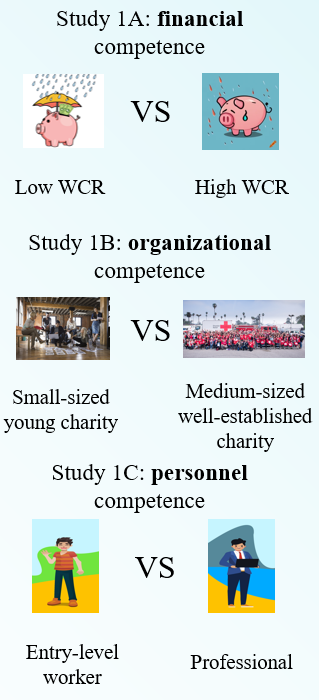 Study 1A: financial
competence
VS
Low WCR
High WCR
Study 1B: organizational
competence
VS
Small-sized
young charity
Medium-sized
well-established
charity
Study 1C: personnel
competence
VS
Entry-level
worker
Professional